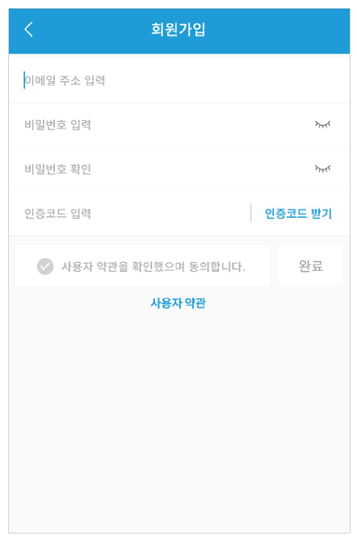 회원가입
이메일 주소 입력
비밀번호 입력
비밀번호 확인
인증코드 입력 인증코드 받기
사용자 약관을 확인했으며 동의합니다. 완료
사용자 약관